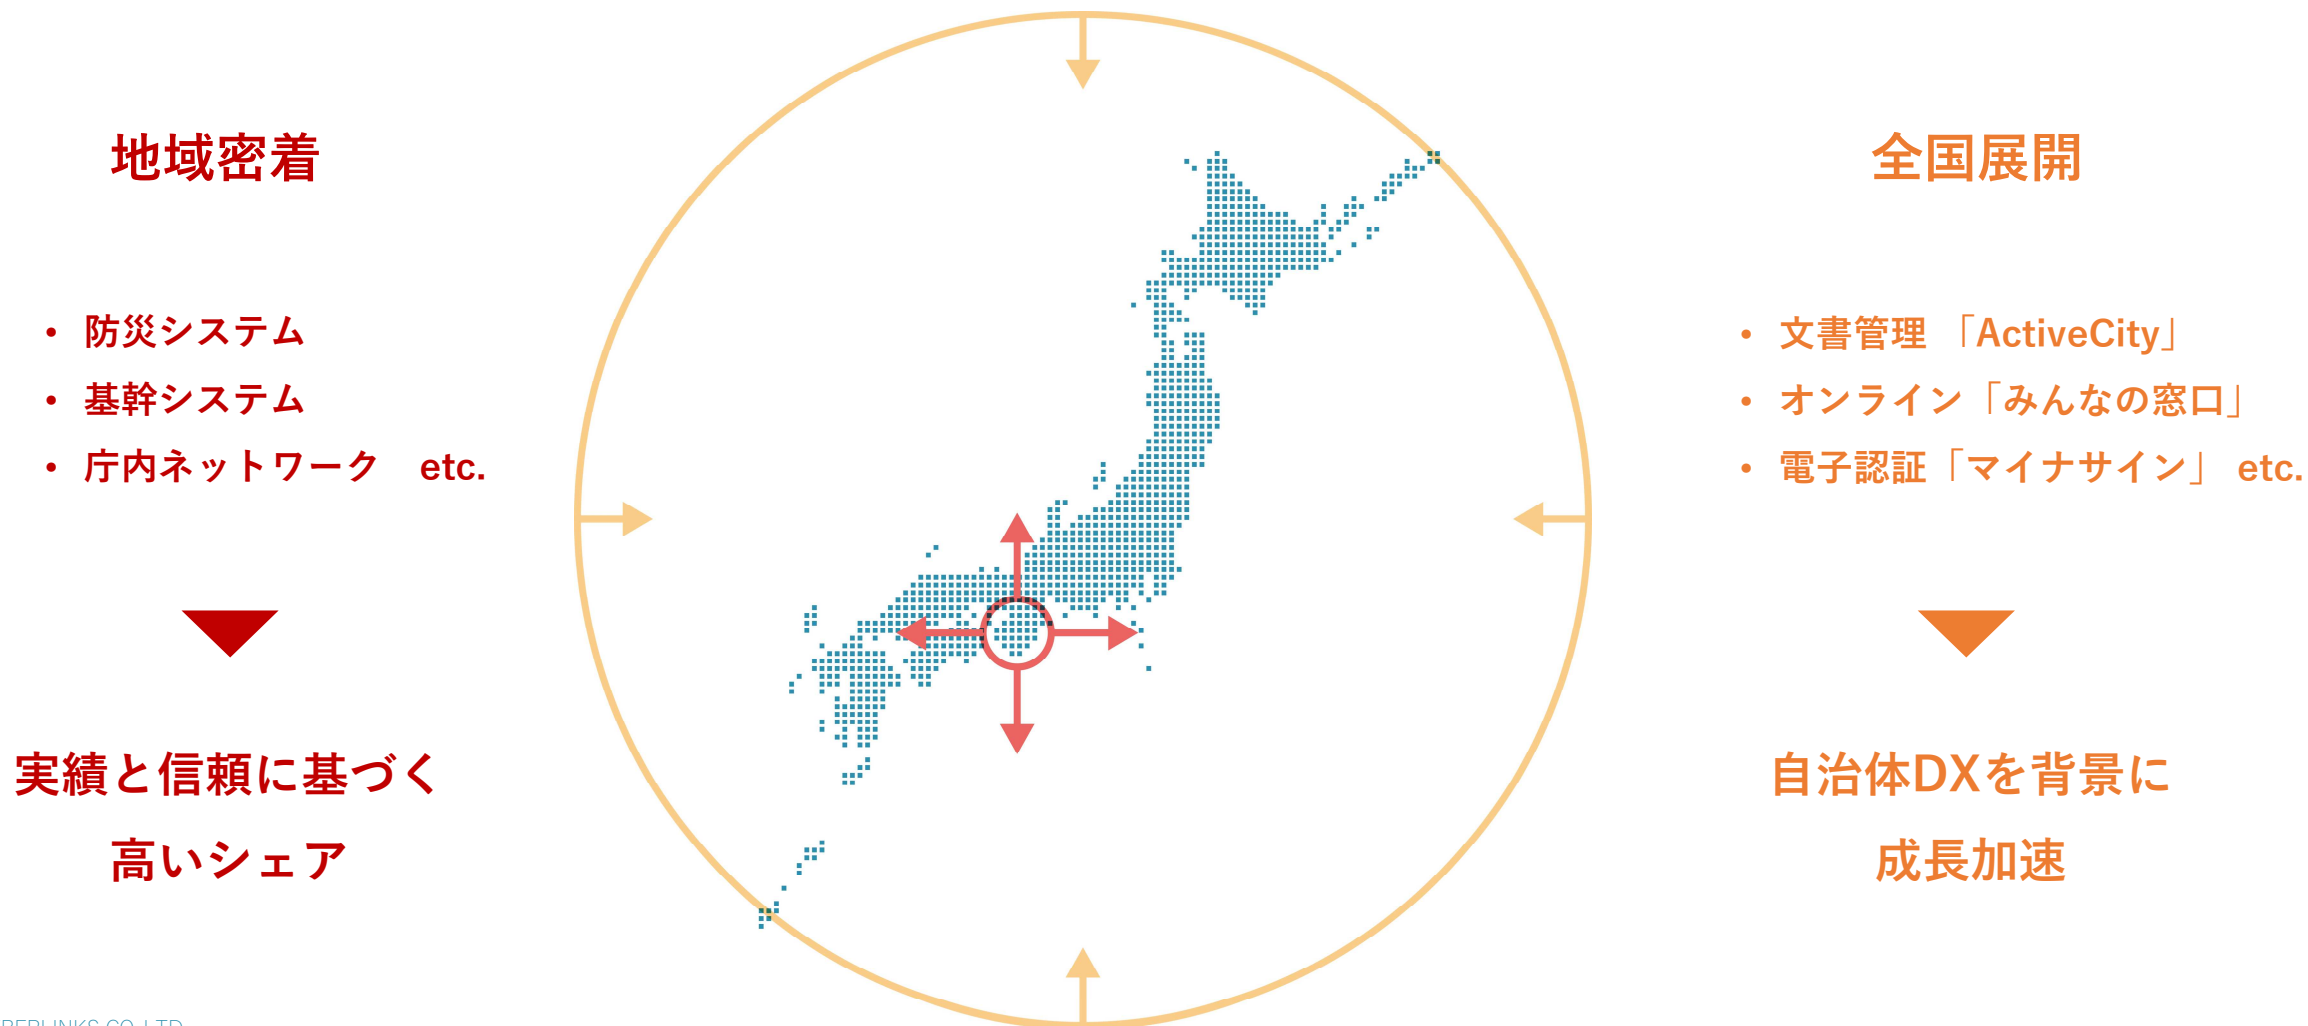 地域密着
• 防災システム
• 基幹システム
• 庁内ネットワーク　etc.
実績と信頼に基づく
高いシェア
全国展開
• 文書管理 「ActiveCity」
• オンライン「みんなの窓口」
• 電子認証「マイナサイン」 etc.
自治体DXを背景に
成長加速